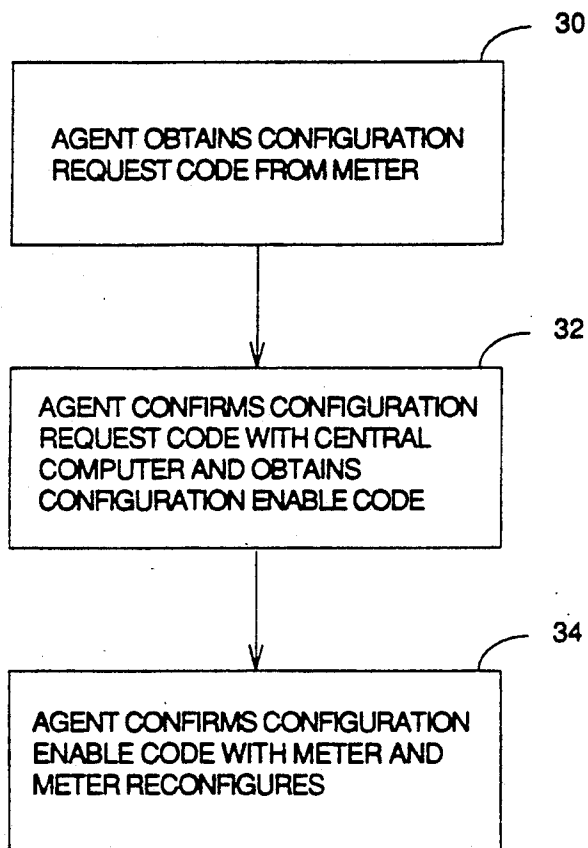 30
AGENT OBTAINS CONFIGURATION
REQUEST CODE FROM METER
32
AGENT CONFIRMS CONFIGURATION
REQUEST CODE WITH CENTRAL
COMPUTER AND OBTAINS
CONFIGURATION ENABLE CODE
34
AGENT CONFIRMS CONFIGURATION
ENABLE CODE WITH METER AND
METER RECONFIGURES